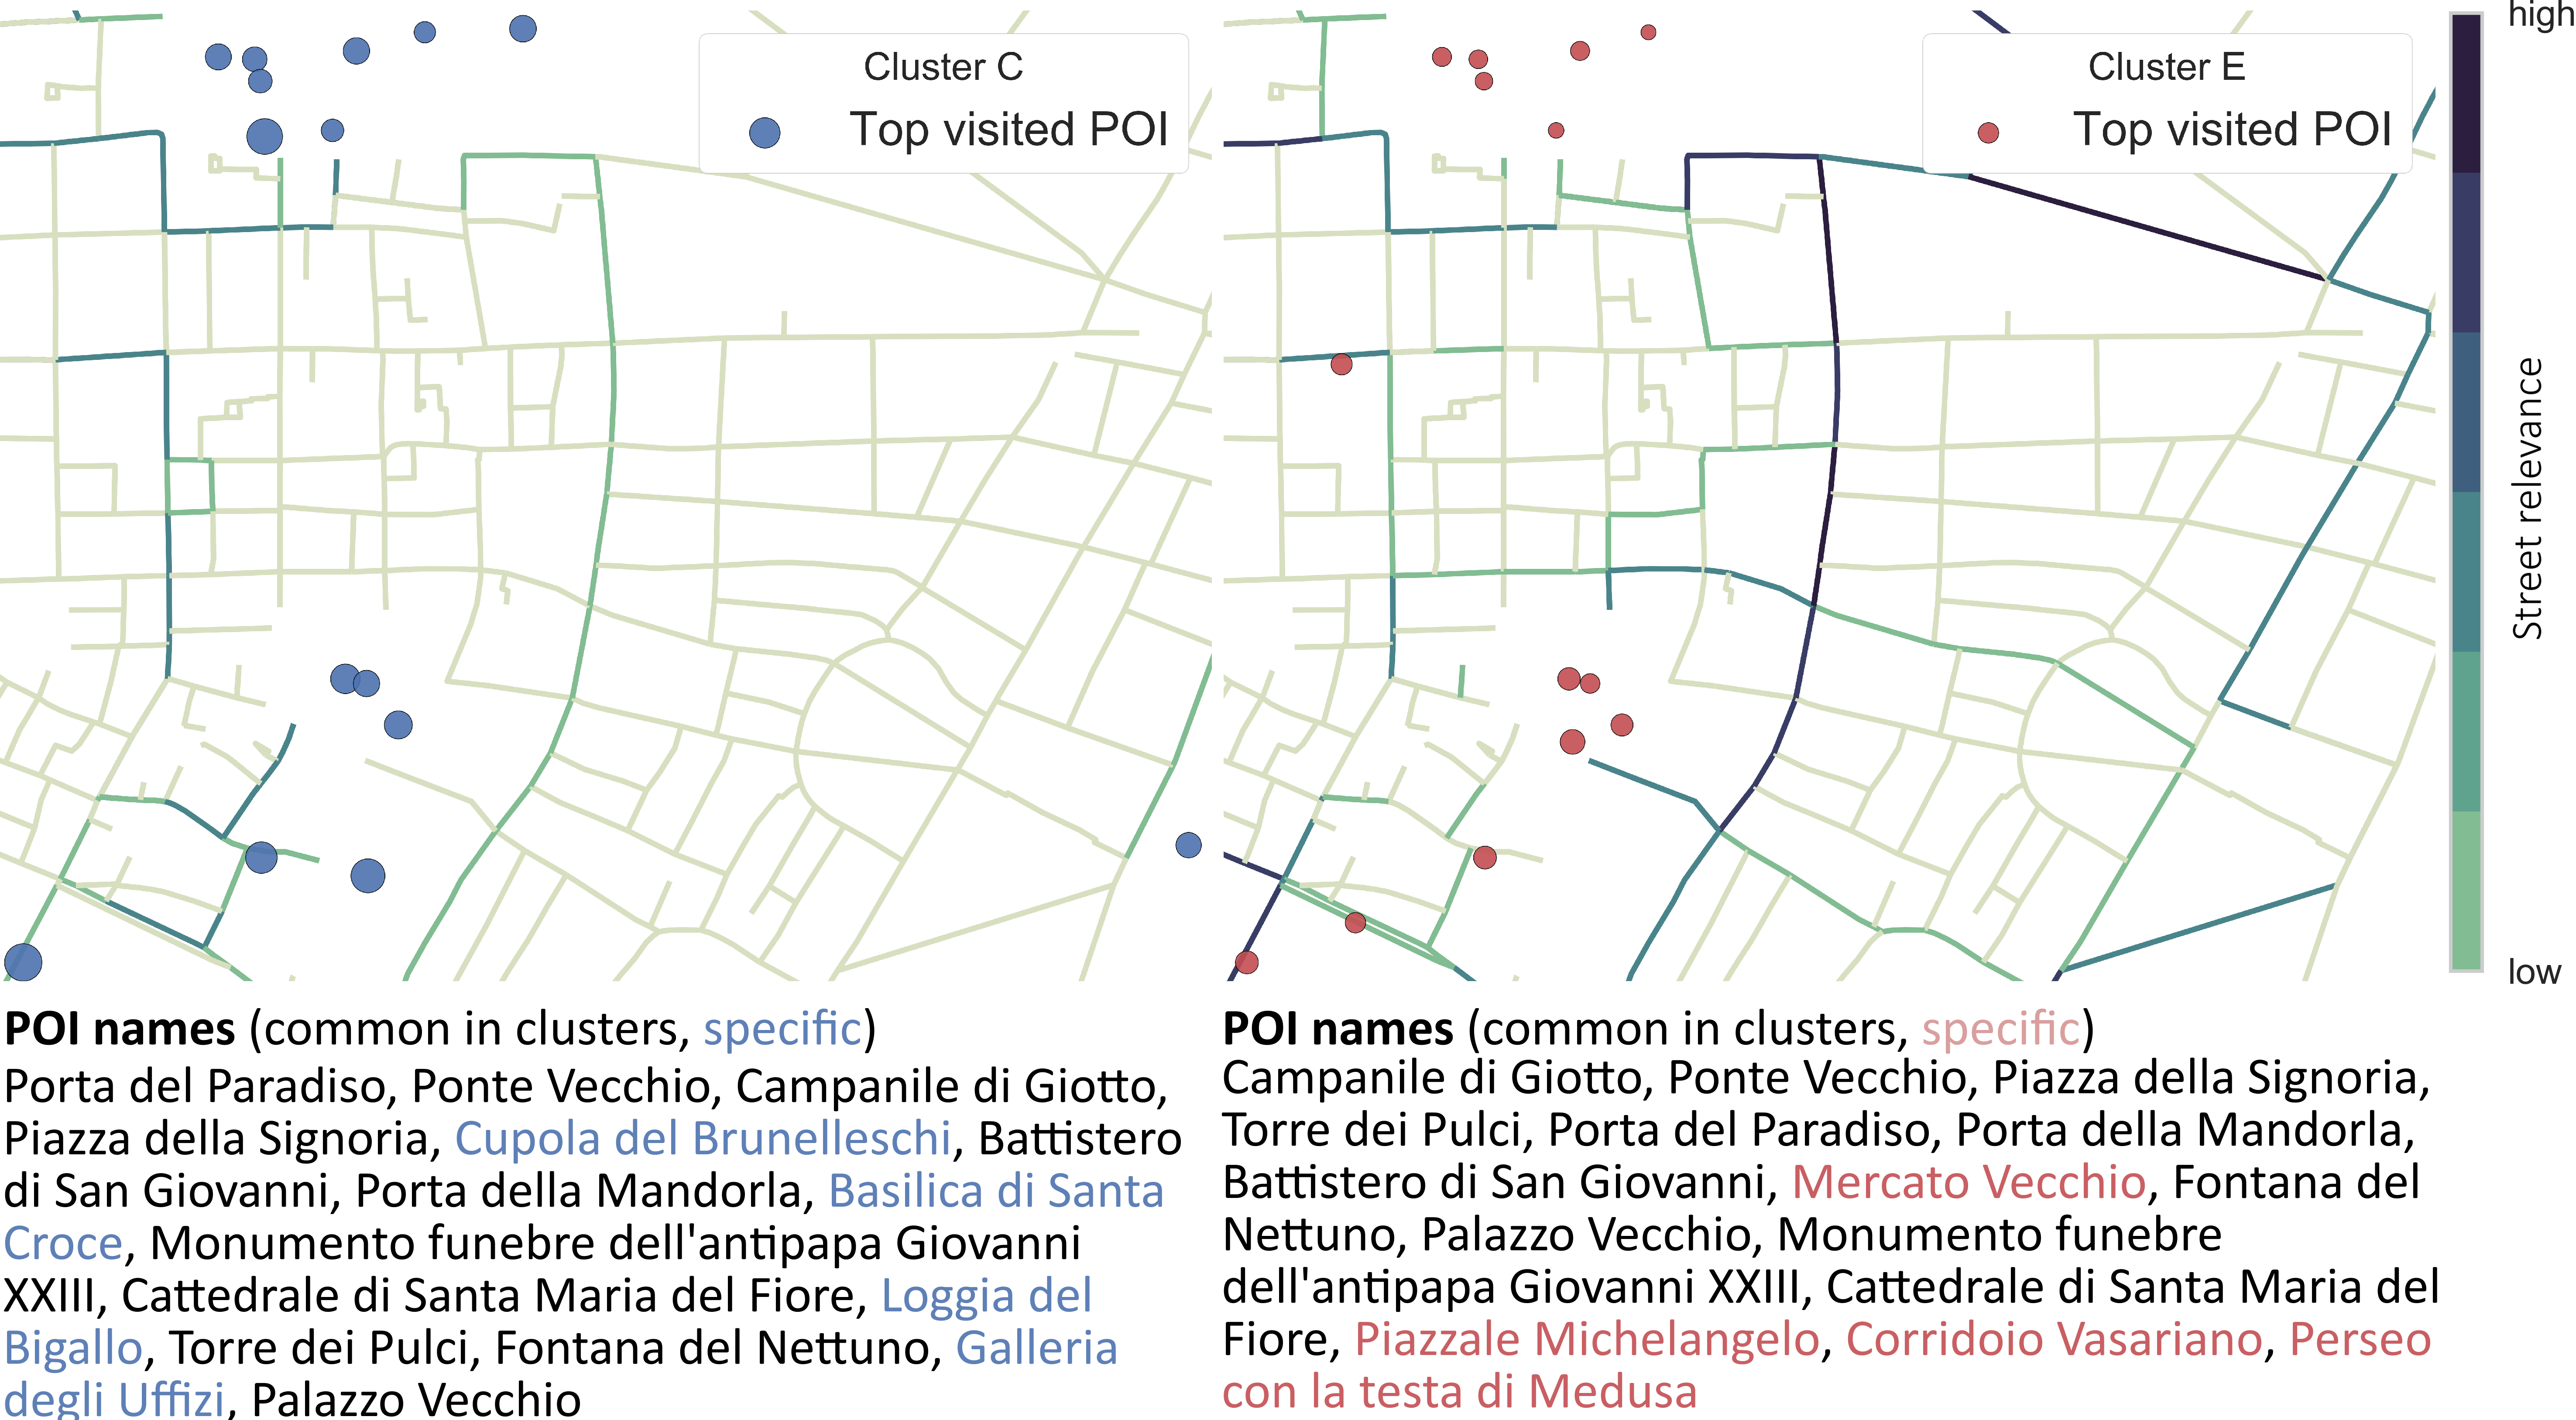 Cluster C
Top visited POI
Cluster E
Top visited POI
high
Street relevance
low
POI names (common in clusters, specific)
Porta del Paradiso, Ponte Vecchio, Campanile di Giotto,
Piazza della Signoria, Cupola del Brunelleschi, Battistero
di San Giovanni, Porta della Mandorla, Basilica di Santa
Croce, Monumento funebre dell'antipapa Giovanni
XXIII, Cattedrale di Santa Maria del Fiore, Loggia del
Bigallo, Torre dei Pulci, Fontana del Nettuno, Galleria
degli Uffizi, Palazzo Vecchio
POI names (common in clusters, specific)
Campanile di Giotto, Ponte Vecchio, Piazza della Signoria,
Torre dei Pulci, Porta del Paradiso, Porta della Mandorla,
Battistero di San Giovanni, Mercato Vecchio, Fontana del
Nettuno, Palazzo Vecchio, Monumento funebre
dell'antipapa Giovanni XXIII, Cattedrale di Santa Maria del
Fiore, Piazzale Michelangelo, Corridoio Vasariano, Perseo
con la testa di Medusa